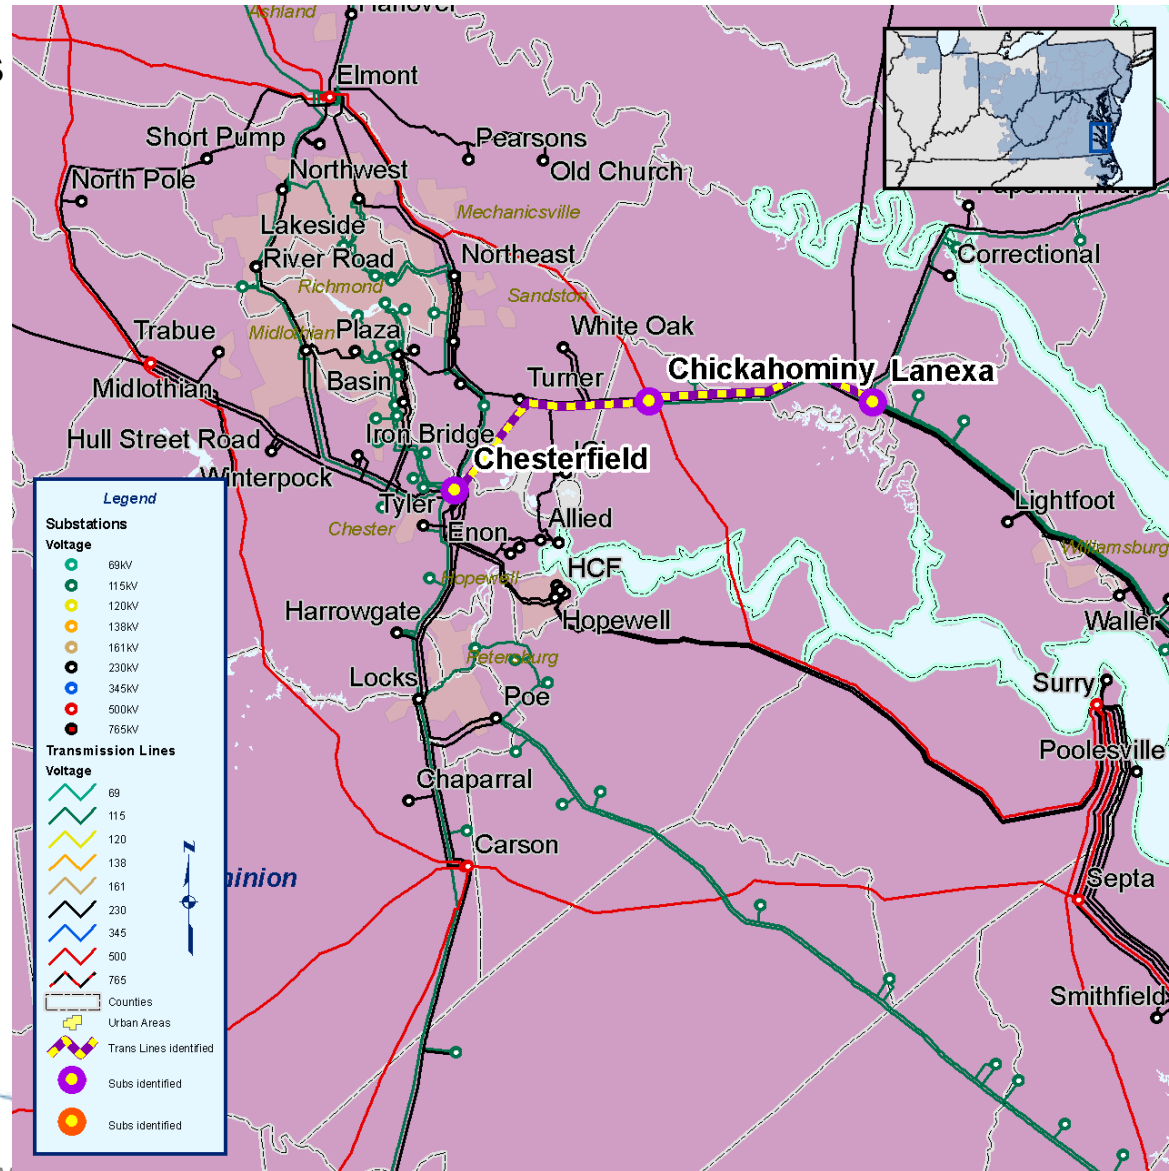 S
Ashland
Hanover
Elmont
Short Pump
Pearsons
Old Church
Northwest
North Pole
Mechanicsville
Lakeside
River Road
Northeast
Correctional
Richmond
Sandston
Trabue
Midlothian
Plaza
White Oak
Midlothian
Basin
Turner
Chickahominy
Lanexa
Hull Street Road
Iron Bridge
Winterpock
Chesterfield
Tyler
Lightfoot
Chester
Enon
Allied
Williamsburg
Hopewell
HCF
Harrowgate
Hopewell
Waller
Petersburg
Locks
Poe
Surry
Poolesville
Chaparral
Carson
Septa
Smithfield
Legend
Substations
Voltage
69kV
115kV
120kV
138kV
161kV
230kV
345kV
500kV
765kV
Transmission Lines
Voltage
69
115
120
138
161
230
345
500
765
Counties
Urban Areas
Trans Lines identified
Subs identified
Subs identified
N
inion